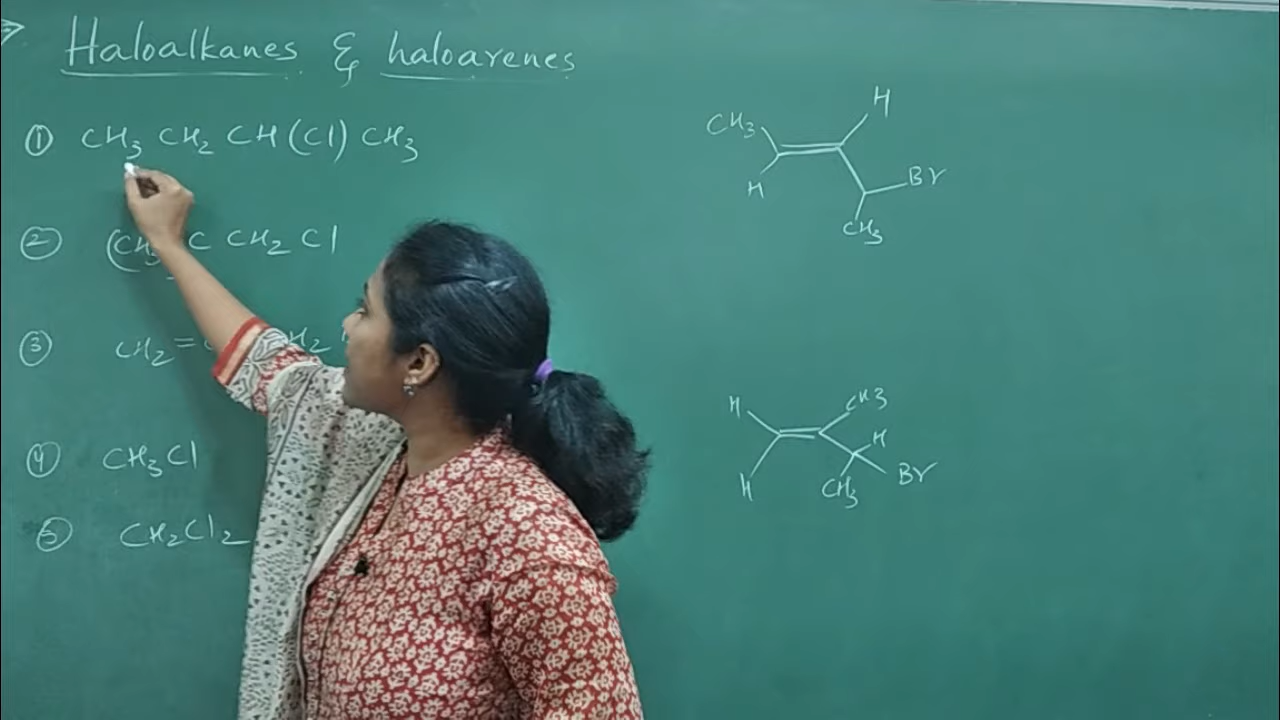 Haloalkanes & haloarenes
① CH3 CH2 CH(Cl) CH3
② (CH3 C CH2 Cl
③ CH2 =
④ CH3Cl
⑤ CH2Cl2
H
CH3
H
Br
CH3
H
CH3
H
H
CH3
Br